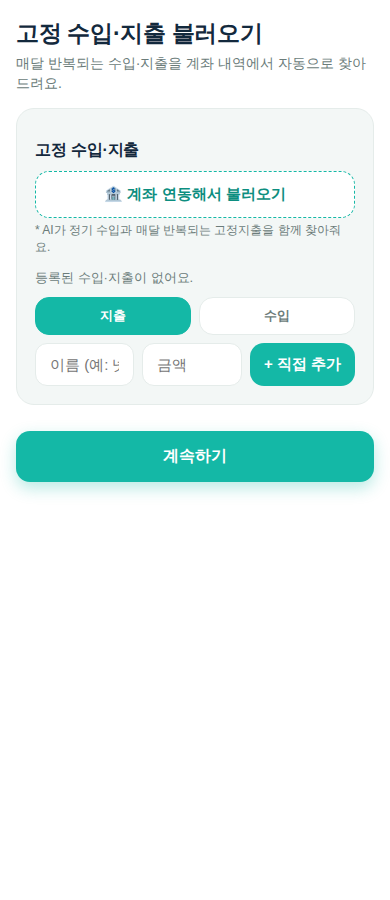 고정 수입·지출 불러오기
매달 반복되는 수입·지출을 계좌 내역에서 자동으로 찾아
드려요.
고정 수입·지출
🏦 계좌 연동해서 불러오기
* AI가 정기 수입과 매달 반복되는 고정지출을 함께 찾아줘
요.
등록된 수입·지출이 없어요.
지출
수입
이름 (예:
금액
+ 직접 추가
계속하기